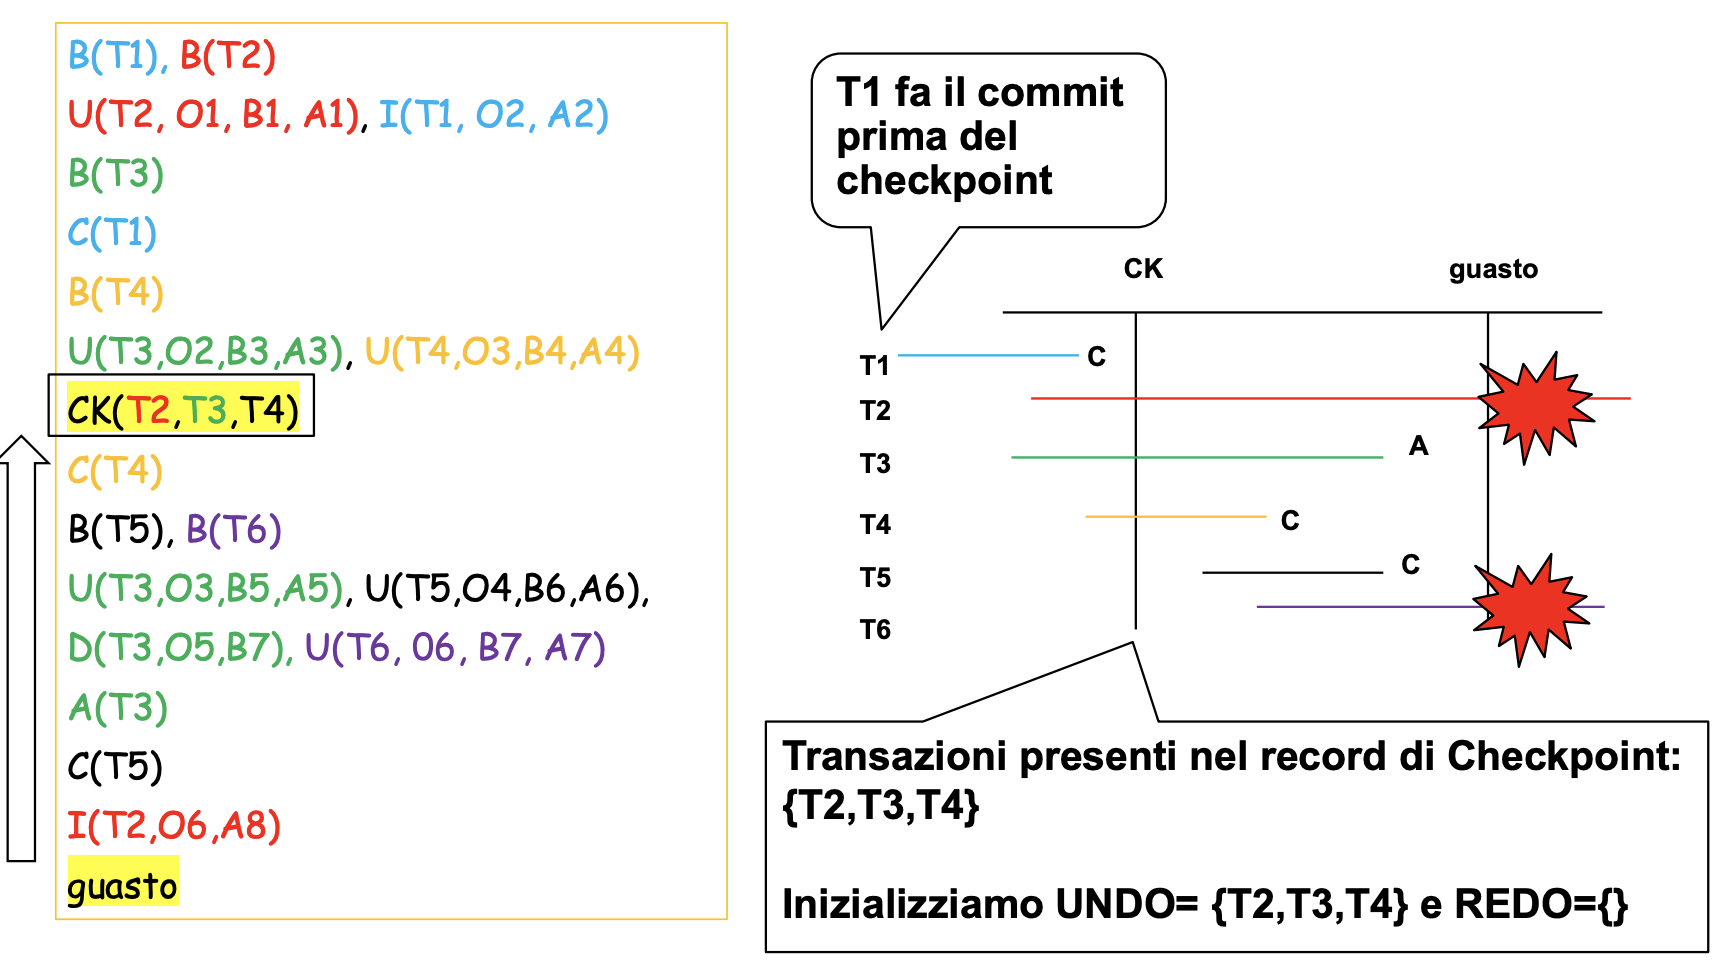 B(T1), B(T2)
U(T2, O1, B1, A1), I(T1, O2, A2)
B(T3)
C(T1)
B(T4)
U(T3,O2,B3,A3), U(T4,O3,B4,A4)
CK(T2,T3,T4)
C(T4)
B(T5), B(T6)
U(T3,O3,B5,A5), U(T5,O4,B6,A6),
D(T3,O5,B7), U(T6, 06, B7, A7)
A(T3)
C(T5)
I(T2,O6,A8)
guasto
T1 fa il commit
prima del
checkpoint
CK guasto
T1 C
T2
T3 A
T4 C
T5 C
T6
Transazioni presenti nel record di Checkpoint:
{T2,T3,T4}
Inizializziamo UNDO= {T2,T3,T4} e REDO={}